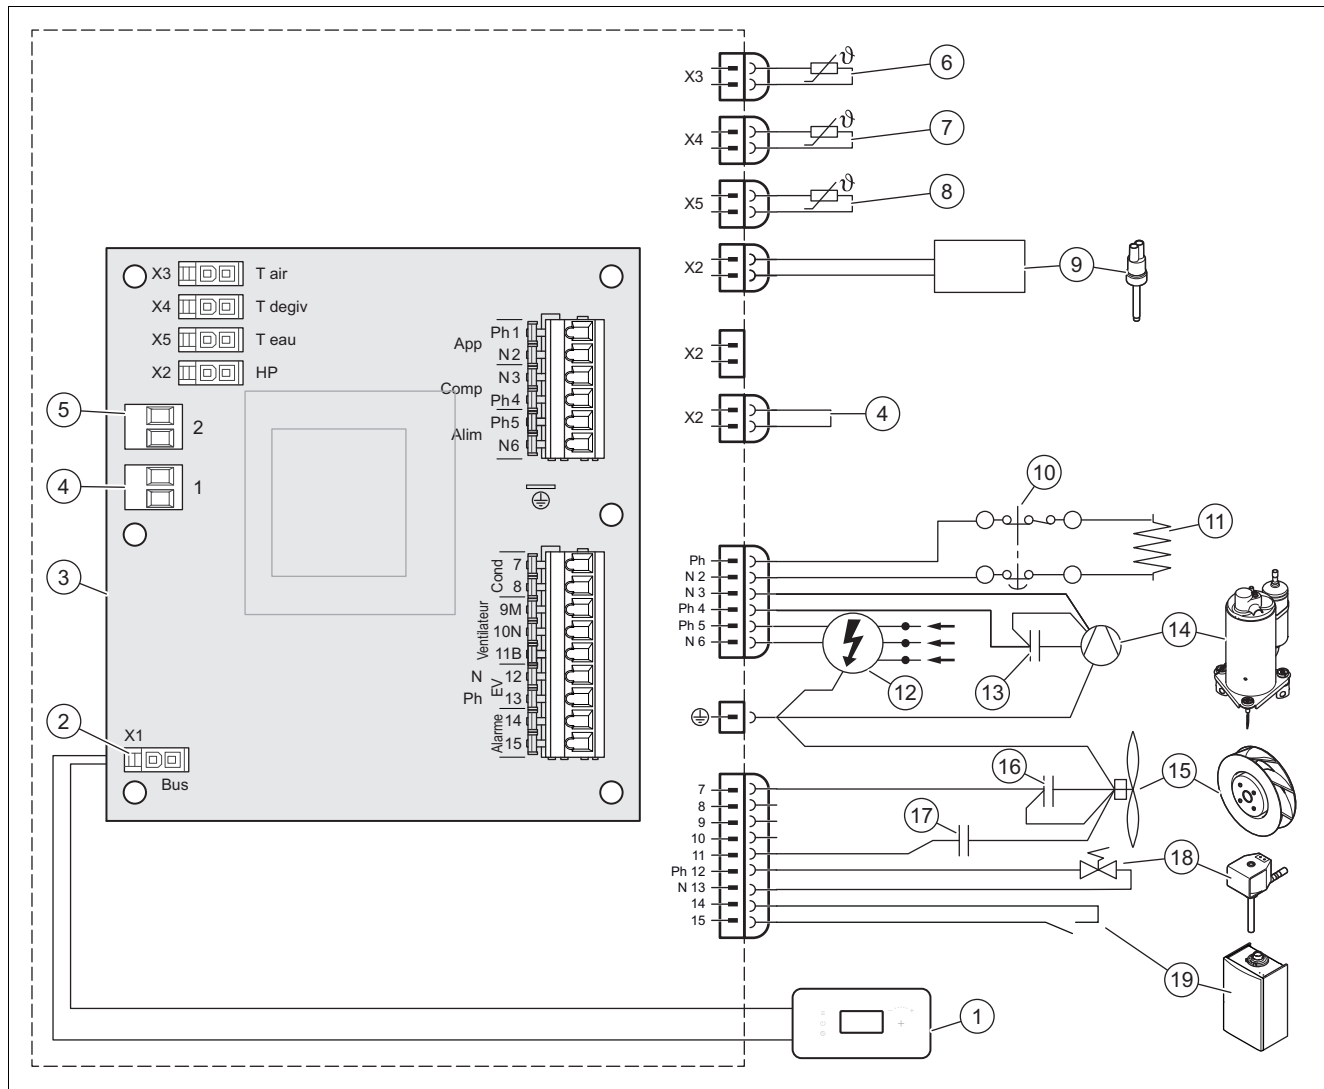 X3 ϑ 6
X4 ϑ 7
X5 ϑ 8
X2 9
X2
X2 4
X3 T air
X4 T degiv
X5 T eau
X2 HP
5 2
4 1
3
2
X1
Bus
App Ph 1
N 2
Comp N 3
Ph 4
Alim Ph5
N 6
Cond 7
8
Ventilateur 9M
10N
11B
EV N 12
Ph 13
Alarme 14
15
10
11
Ph
N 2
N 3
Ph 4
Ph 5
N 6
12
13
14
7
8
9
10
11
Ph 12
N 13
14
15
16
15
17
18
19
1